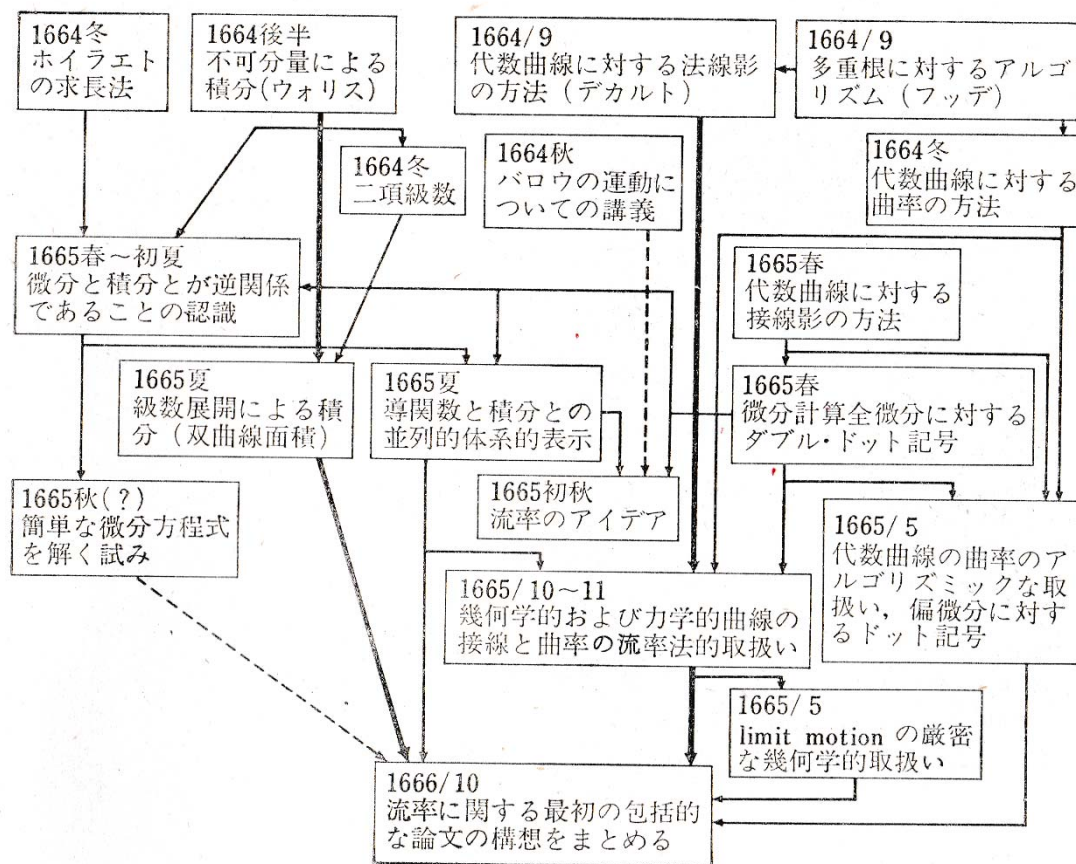 1664冬
ホイラエト
の求長法
1664後半
不可分量による
積分(ウォリス)
1664/9
代数曲線に対する法線影
の方法(デカルト)
1664/9
多重根に対するアルゴ
リズム(フッデ)
1664冬
二項級数
1664秋
バロウの運動に
ついての講義
1664冬
代数曲線に対する
曲率の方法
1665春~初夏
微分と積分とが逆関係
であることの認識
1665春
代数曲線に対する
接線影の方法
1665夏
級数展開による積
分(双曲線面積)
1665夏
導関数と積分との
並列的体系的表示
1665春
微分計算全微分に対する
ダブル・ドット記号
1665秋(?)
簡単な微分方程式
を解く試み
1665初秋
流率のアイデア
1665/5
代数曲線の曲率のア
ルゴリズミックな取
扱い,偏微分に対す
るドット記号
1665/10~11
幾何学的および力学的曲線の
接線と曲率の流率法的取扱い
1665/5
limit motion の厳密
な幾何学的取扱い
1666/10
流率に関する最初の包括的
な論文の構想をまとめる